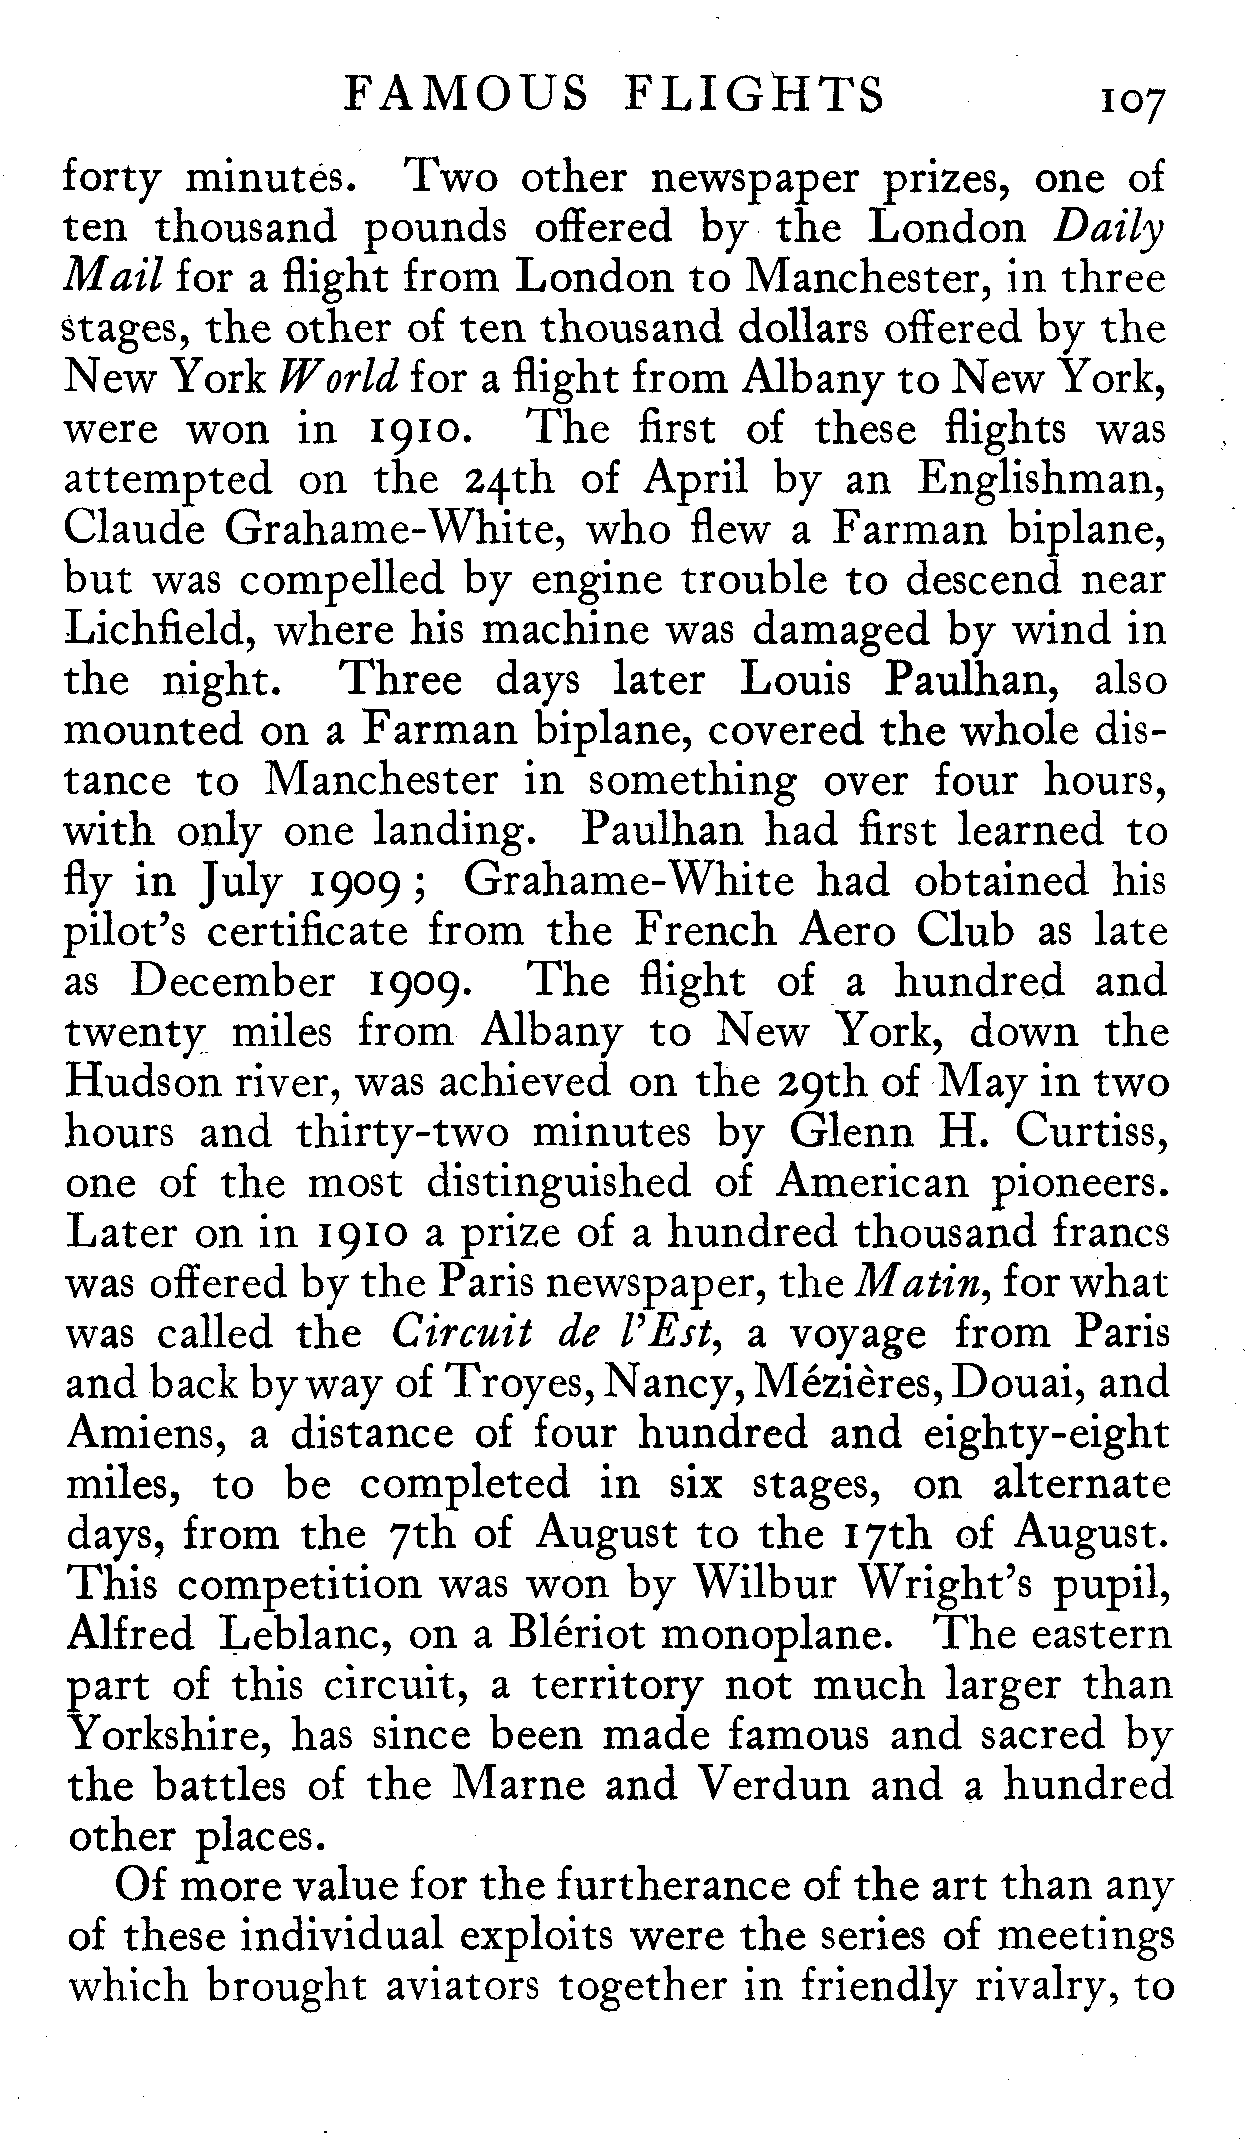 FAMOUS FLIGHTS 107
forty minutes. Two other newspaper prizes, one of
ten thousand pounds offered by the London Daily
Mail for a flight from London to Manchester, in three
stages, the other of ten thousand dollars offered by the
New York World for a flight from Albany to New York,
were won in 1910. The first of these flights was
attempted on the 24th of April by an Englishman,
Claude Grahame-White, who flew a Farman biplane,
but was compelled by engine trouble to descend near
Lichfield, where his machine was damaged by wind in
the night. Three days later Louis Paulhan, also
mounted on a Farman biplane, covered the whole dis-
tance to Manchester in something over four hours,
with only one landing. Paulhan had first learned to
fly in July 1909 ; Grahame-White had obtained his
pilot's certificate from the French Aero Club as late
as December 1909. The flight of a hundred and
twenty miles from Albany to New York, down the
Hudson river, was achieved on the 29th of May in two
hours and thirty-two minutes by Glenn H. Curtiss,
one of the most distinguished of American pioneers.
Later on in 1910 a prize of a hundred thousand francs
was offered by the Paris newspaper, the Matin, for what
was called the Circuit de l'Est, a voyage from Paris
and back by way of Troyes, Nancy, Mézières, Douai, and
Amiens, a distance of four hundred and eighty-eight
miles, to be completed in six stages, on alternate
days, from the 7th of August to the 17th of August.
This competition was won by Wilbur Wright's pupil,
Alfred Leblanc, on a Blériot monoplane. The eastern
part of this circuit, a territory not much larger than
Yorkshire, has since been made famous and sacred by
the battles of the Marne and Verdun and a hundred
other places.
Of more value for the furtherance of the art than any
of these individual exploits were the series of meetings
which brought aviators together in friendly rivalry, to